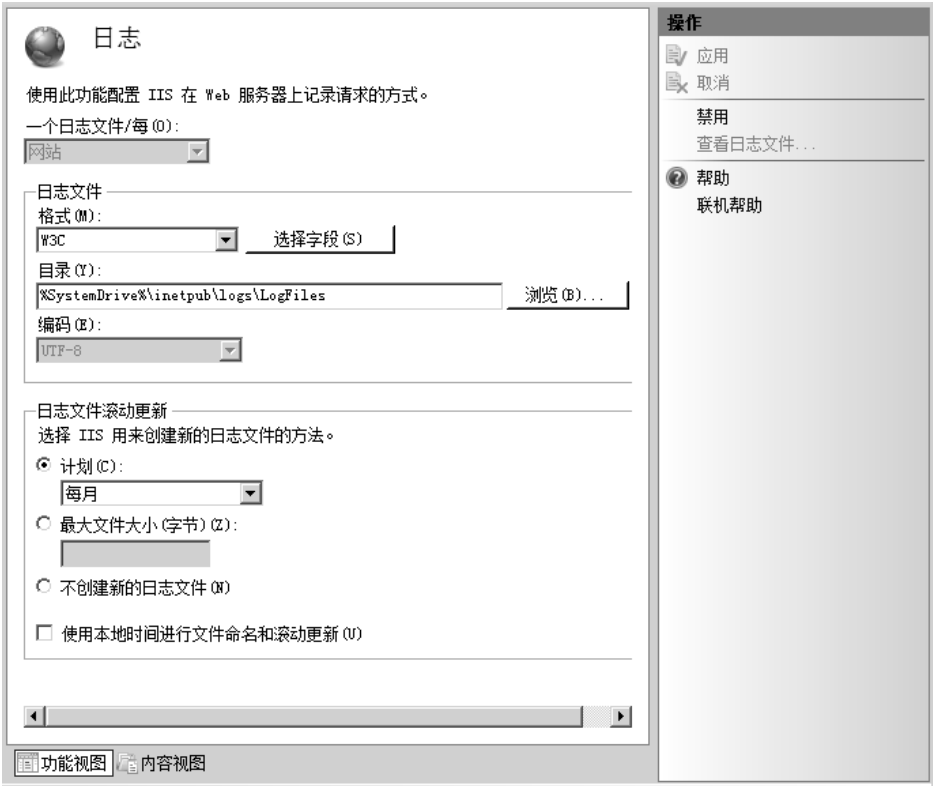 日志
使用此功能配置 IIS 在 Web 服务器上记录请求的方式。
一个日志文件/每(O):
网站
日志文件
格式(M):
W3C
选择字段(S)
目录(Y):
%SystemDrive%\inetpub\logs\LogFiles
浏览(B)...
编码(E):
UTF-8
日志文件滚动更新
选择 IIS 用来创建新的日志文件的方法。
计划(C):
每月
最大文件大小(字节)(Z):
不创建新的日志文件(N)
使用本地时间进行文件命名和滚动更新(U)
功能视图
内容视图
操作
应用
取消
禁用
查看日志文件...
帮助
联机帮助